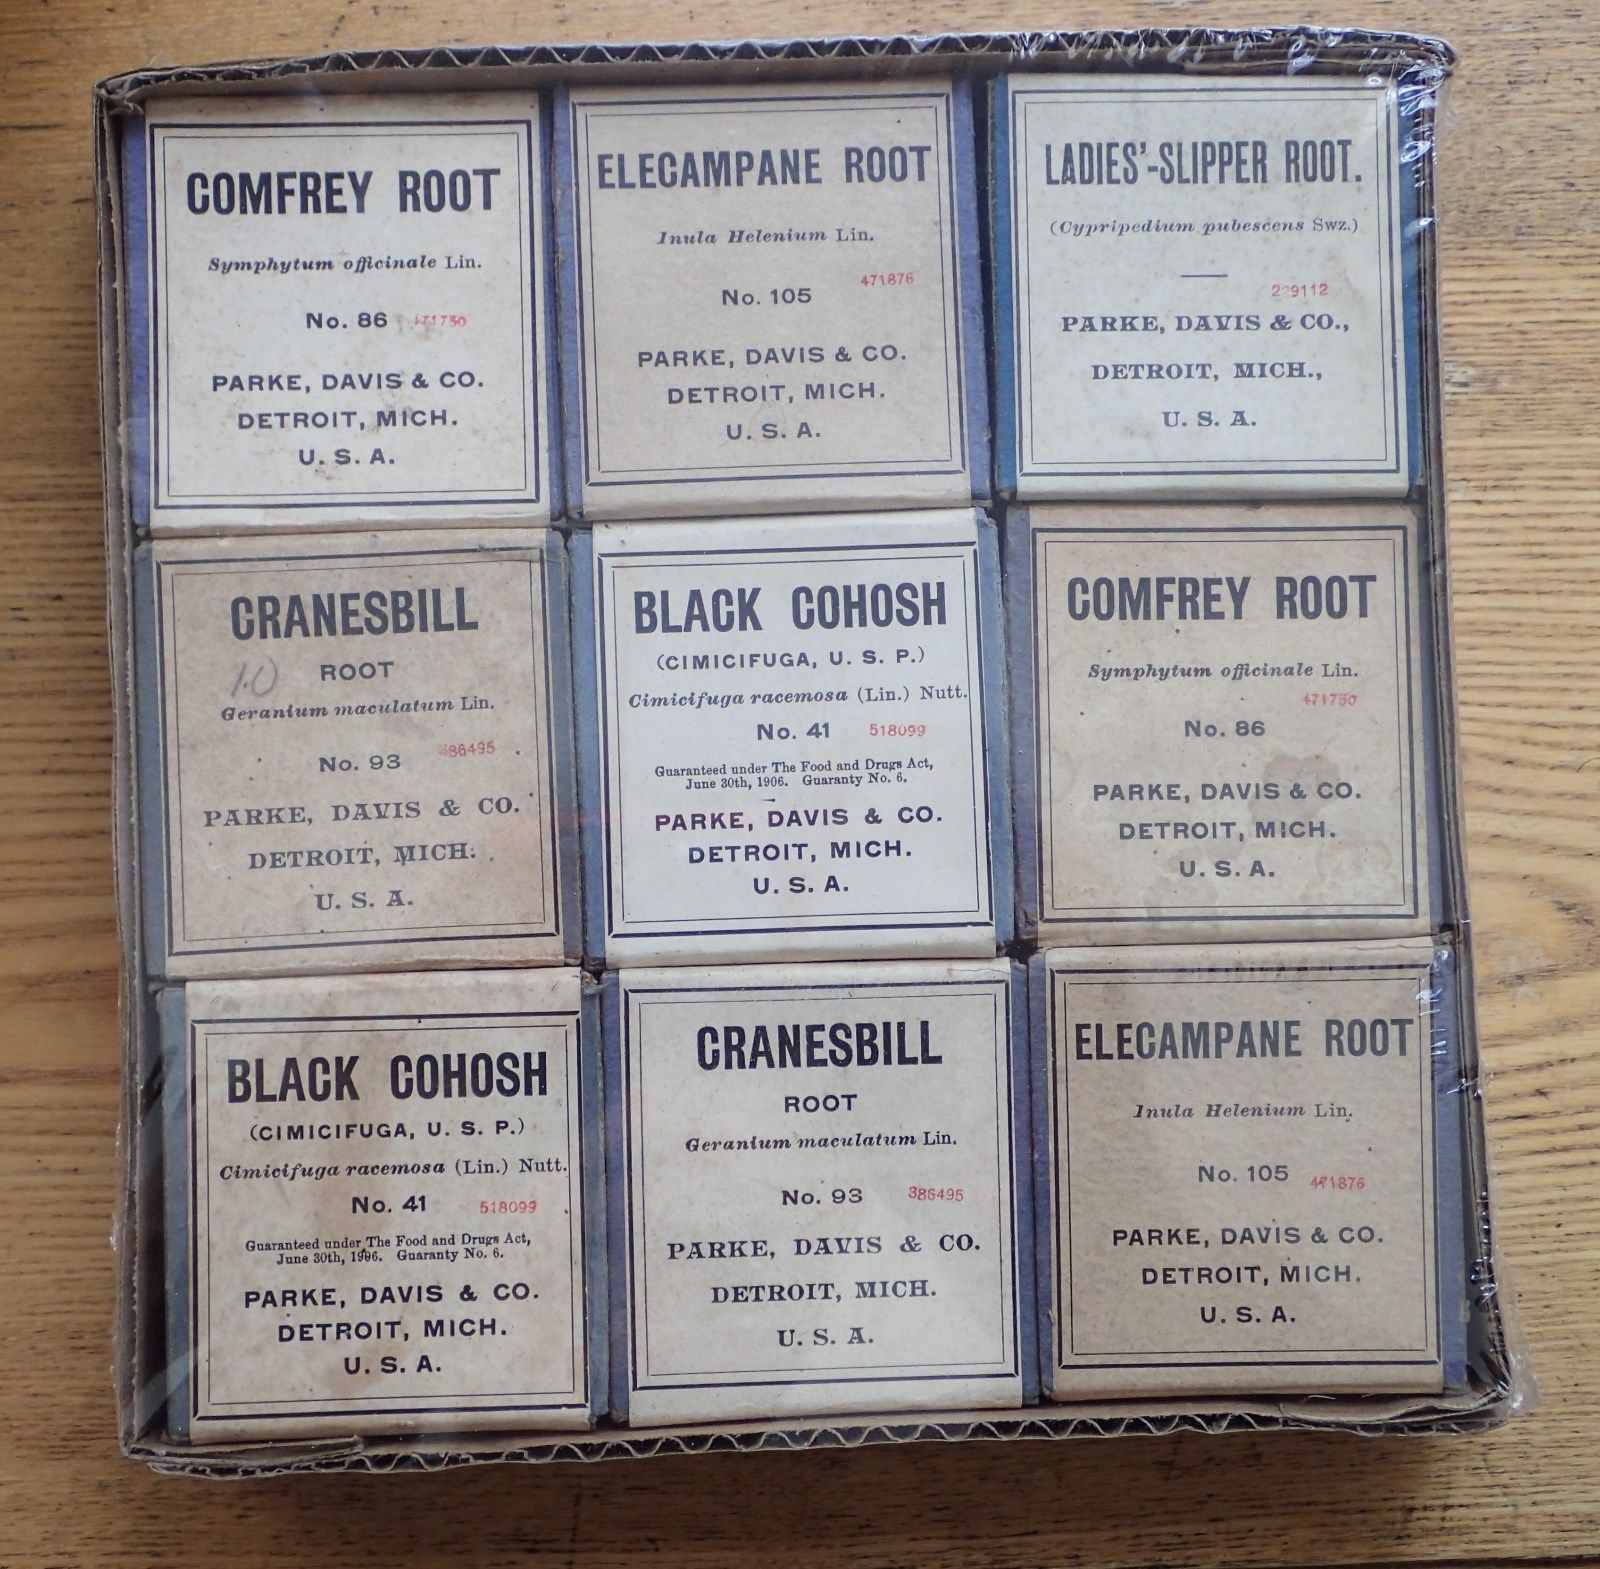 COMFREY ROOT
Symphytum officinale Lin.
No. 86
PARKE, DAVIS & CO.
DETROIT, MICH.
U. S. A.
ELECAMPANE ROOT
Inula Helenium Lin.
471876
No. 105
PARKE, DAVIS & CO.
DETROIT, MICH.
U. S. A.
LADIES'-SLIPPER ROOT.
(Cypripedium pubescens Swz.)
PARKE, DAVIS & CO.,
DETROIT, MICH.,
U. S. A.
CRANESBILL
ROOT
10
Geranium maculatum Lin.
No. 93 386495
PARKE, DAVIS & CO.
DETROIT, MICH.
U. S. A.
BLACK COHOSH
(CIMICIFUGA, U. S. P.)
Cimicifuga racemosa (Lin.) Nutt.
No. 41 518099
Guaranteed under The Food and Drugs Act,
June 30th, 1906. Guaranty No. 6.
PARKE, DAVIS & CO.
DETROIT, MICH.
U. S. A.
COMFREY ROOT
Symphytum officinale Lin.
471730
No. 86
PARKE, DAVIS & CO.
DETROIT, MICH.
U. S. A.
BLACK COHOSH
(CIMICIFUGA, U. S. P.)
Cimicifuga racemosa (Lin.) Nutt.
No. 41 518099
Guaranteed under The Food and Drugs Act,
June 30th, 1906. Guaranty No. 6.
PARKE, DAVIS & CO.
DETROIT, MICH.
U. S. A.
CRANESBILL
ROOT
Geranium maculatum Lin.
No. 93 386495
PARKE, DAVIS & CO.
DETROIT, MICH.
U. S. A.
ELECAMPANE ROOT
Inula Helenium Lin.
No. 105 471876
PARKE, DAVIS & CO.
DETROIT, MICH.
U. S. A.